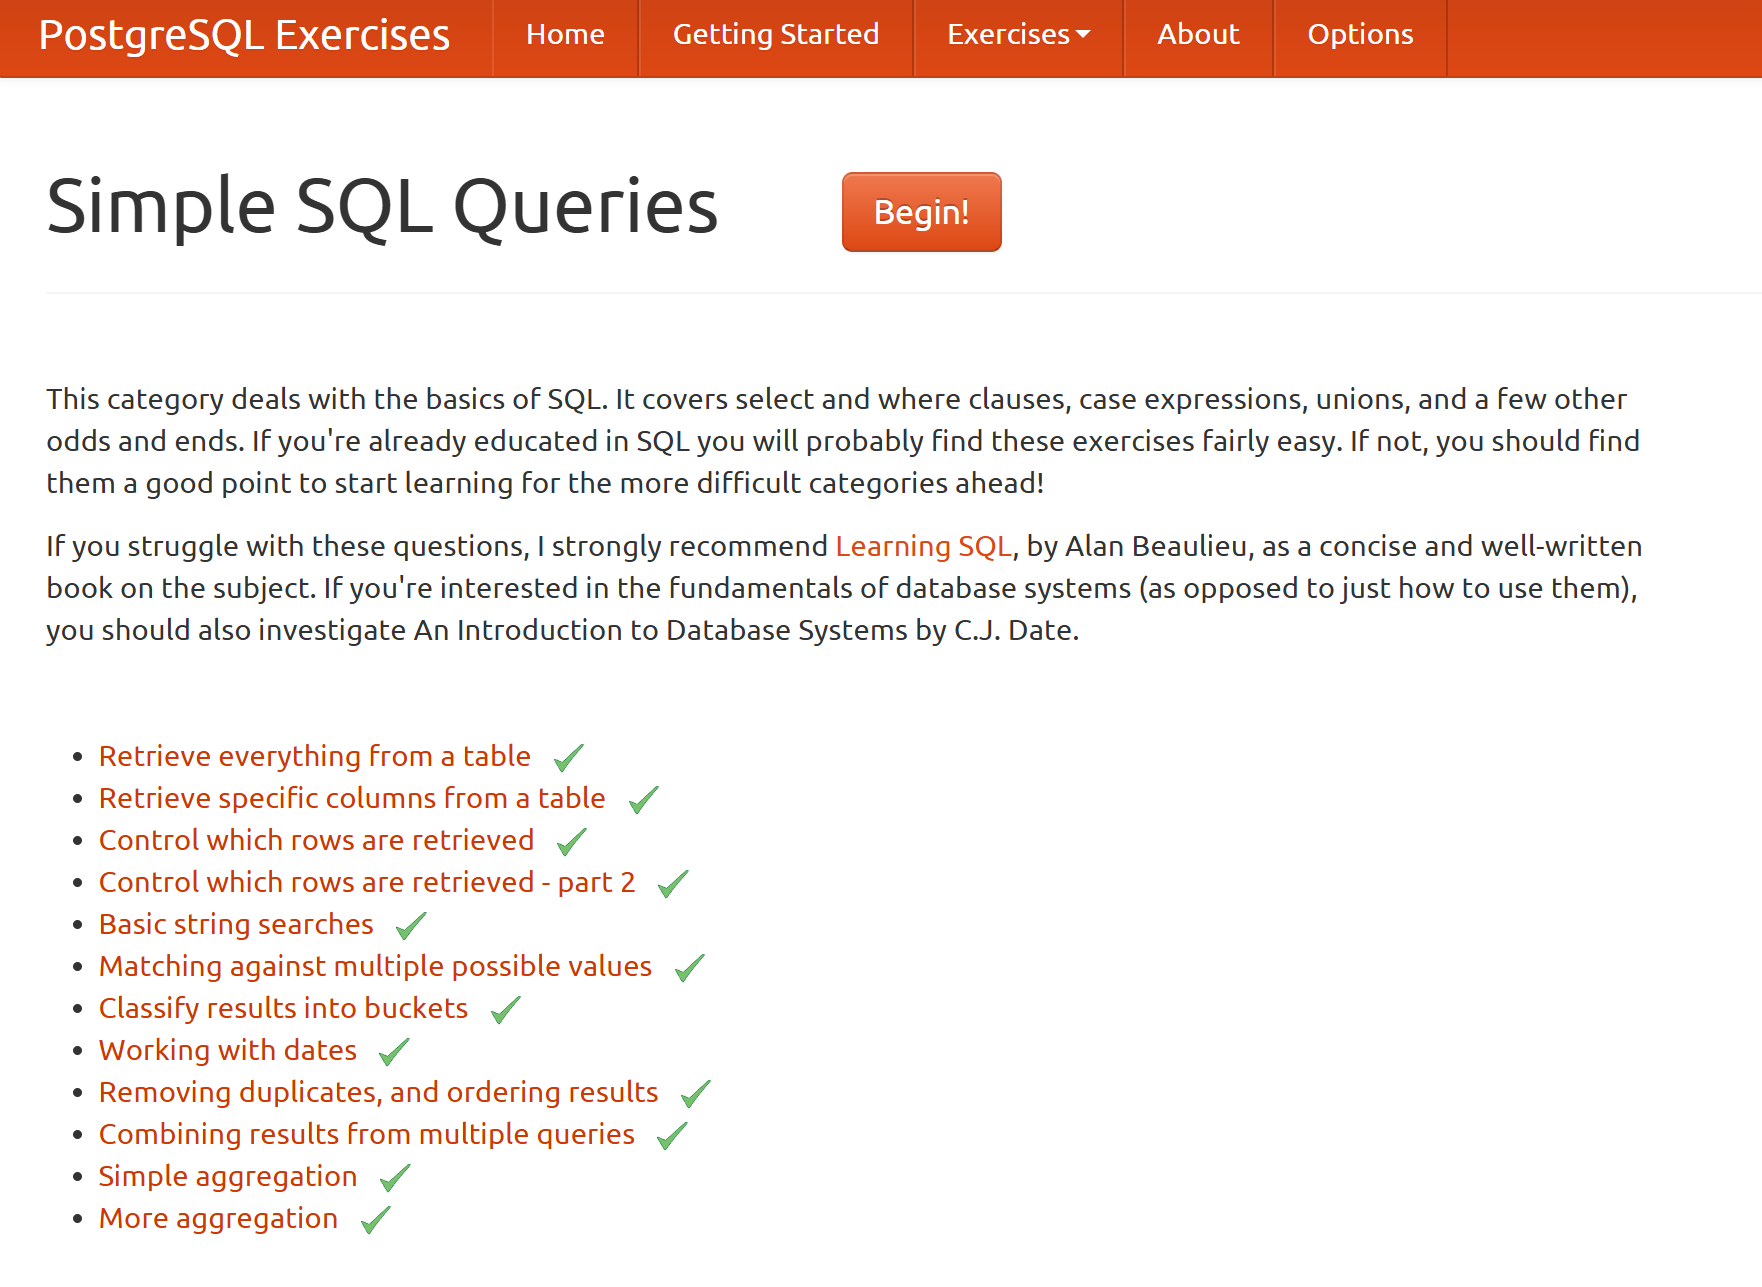 PostgreSQL Exercises Home Getting Started Exercises About Options
Simple SQL Queries Begin!
This category deals with the basics of SQL. It covers select and where clauses, case expressions, unions, and a few other
odds and ends. If you're already educated in SQL you will probably find these exercises fairly easy. If not, you should find
them a good point to start learning for the more difficult categories ahead!
If you struggle with these questions, I strongly recommend Learning SQL, by Alan Beaulieu, as a concise and well-written
book on the subject. If you're interested in the fundamentals of database systems (as opposed to just how to use them),
you should also investigate An Introduction to Database Systems by C.J. Date.
Retrieve everything from a table
Retrieve specific columns from a table
Control which rows are retrieved
Control which rows are retrieved - part 2
Basic string searches
Matching against multiple possible values
Classify results into buckets
Working with dates
Removing duplicates, and ordering results
Combining results from multiple queries
Simple aggregation
More aggregation